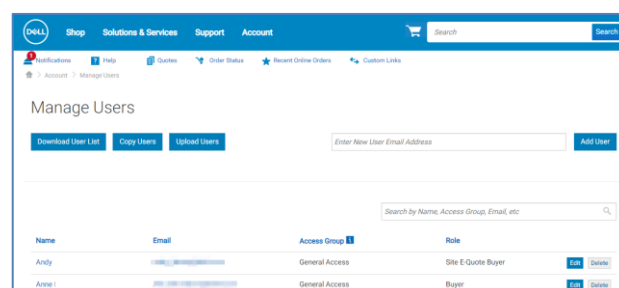 DELL Shop Solutions & Services Support Account Search Search
Notifications Help Quotes Order Status Recent Online Orders Custom Links
Account > Manage Users
Manage Users
Download User List Copy Users Upload Users Enter New User Email Address Add User
Search by Name, Access Group, Email, etc
Name Email Access Group Role
Andy General Access Site E-Quote Buyer Edit Delete
Anne General Access Buyer Edit Delete